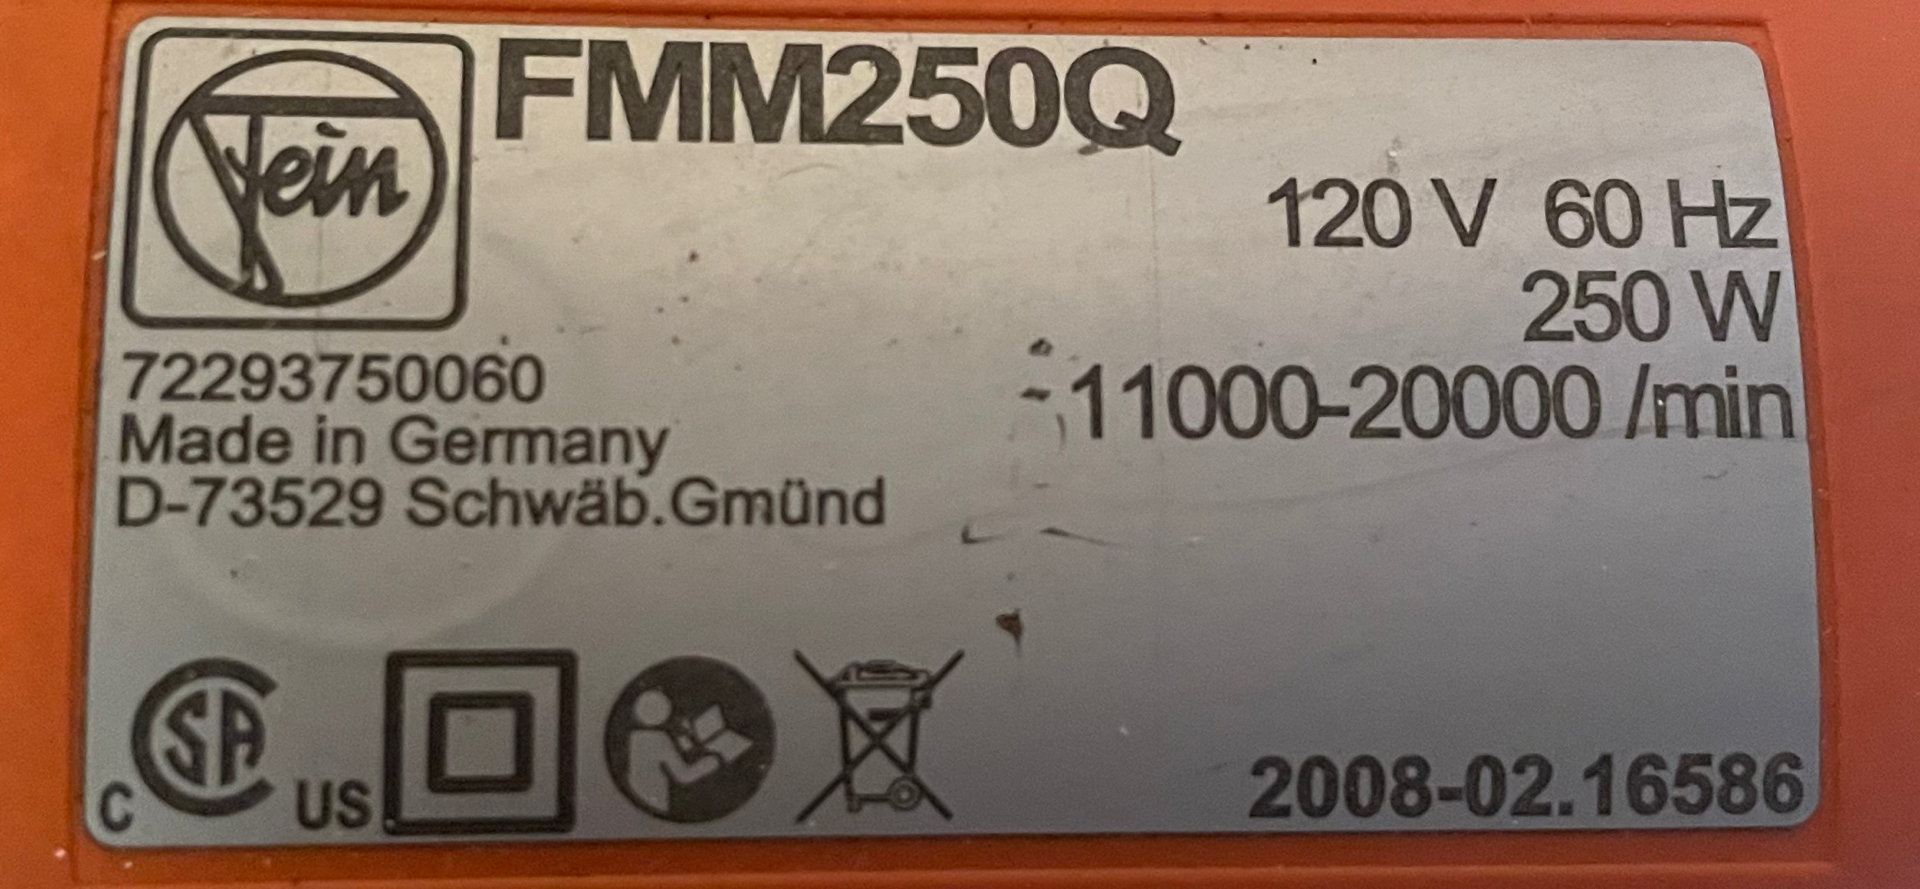 Fein
FMM250Q
120 V 60 Hz
250 W
11000-20000 /min
72293750060
Made in Germany
D-73529 Schwäb.Gmünd
C SA US
2008-02.16586